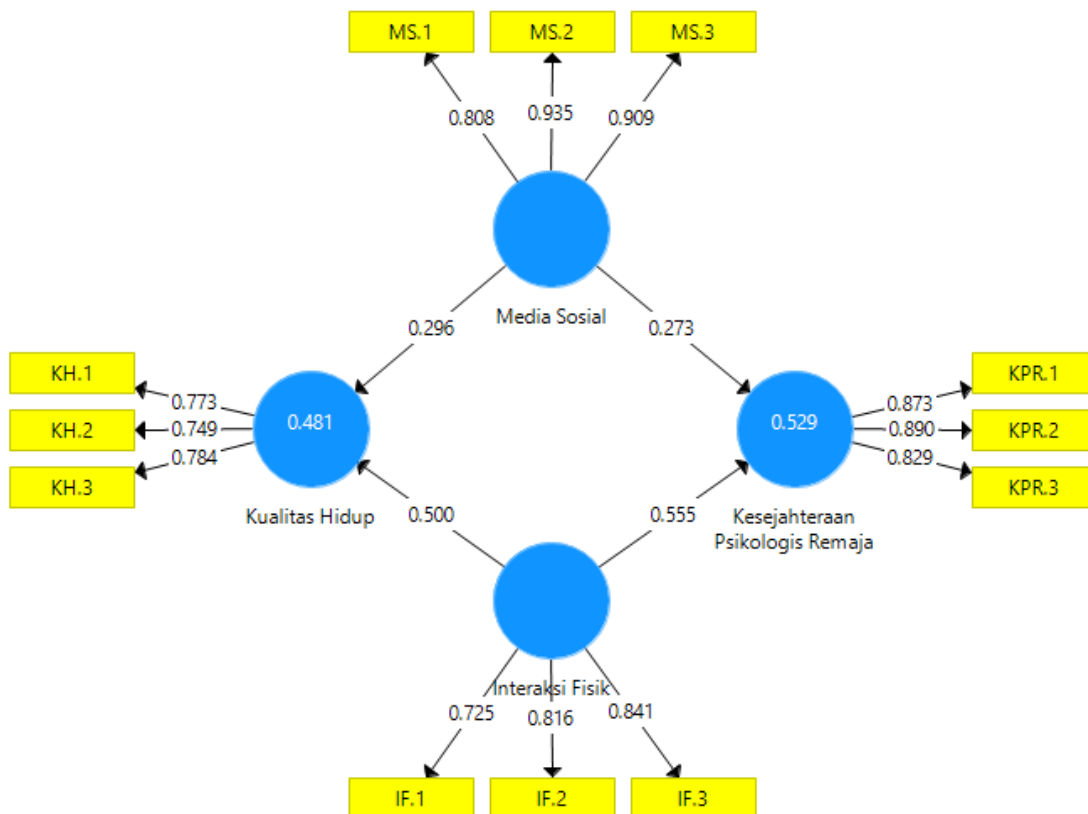 MS.1 MS.2 MS.3
0.808 0.935 0.909
Media Sosial
0.296 0.273
KH.1
KH.2
KH.3
0.773
0.749
0.784
0.481
Kualitas Hidup
0.529
Kesejahteraan
Psikologis Remaja
0.873
0.890
0.829
KPR.1
KPR.2
KPR.3
0.500 0.555
Interaksi Fisik
0.725 0.816 0.841
IF.1 IF.2 IF.3